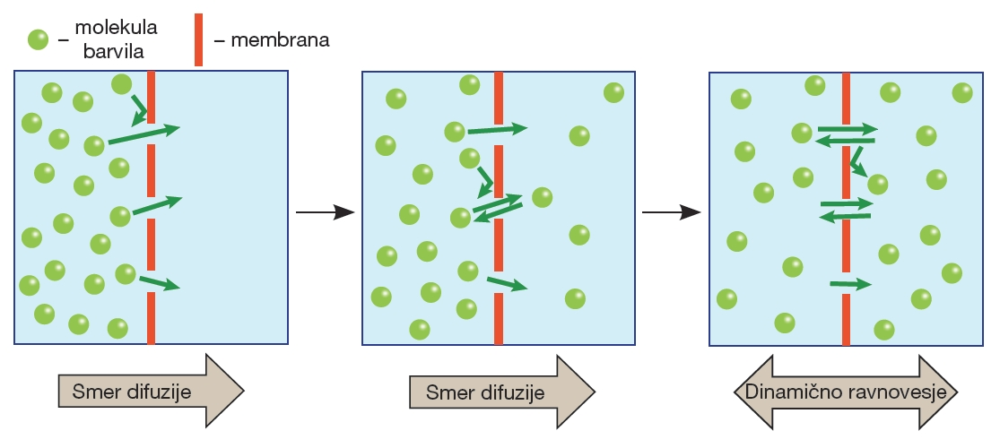 – molekula
barvila
– membrana
Smer difuzije
Smer difuzije
Dinamično ravnovesje